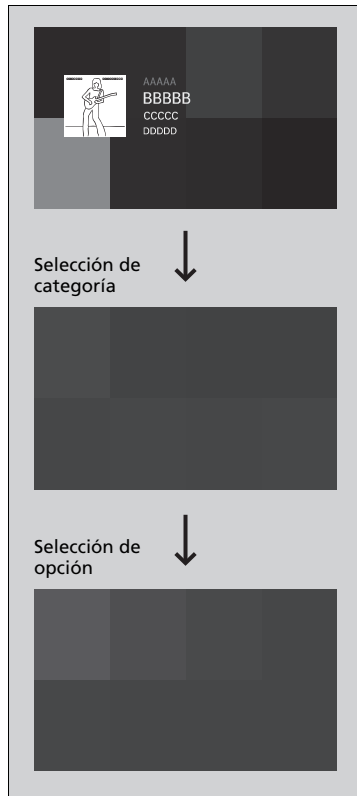 AAAAA
BBBBB
CCCCC
DDDDD
Selección de
categoría
Selección de
opción